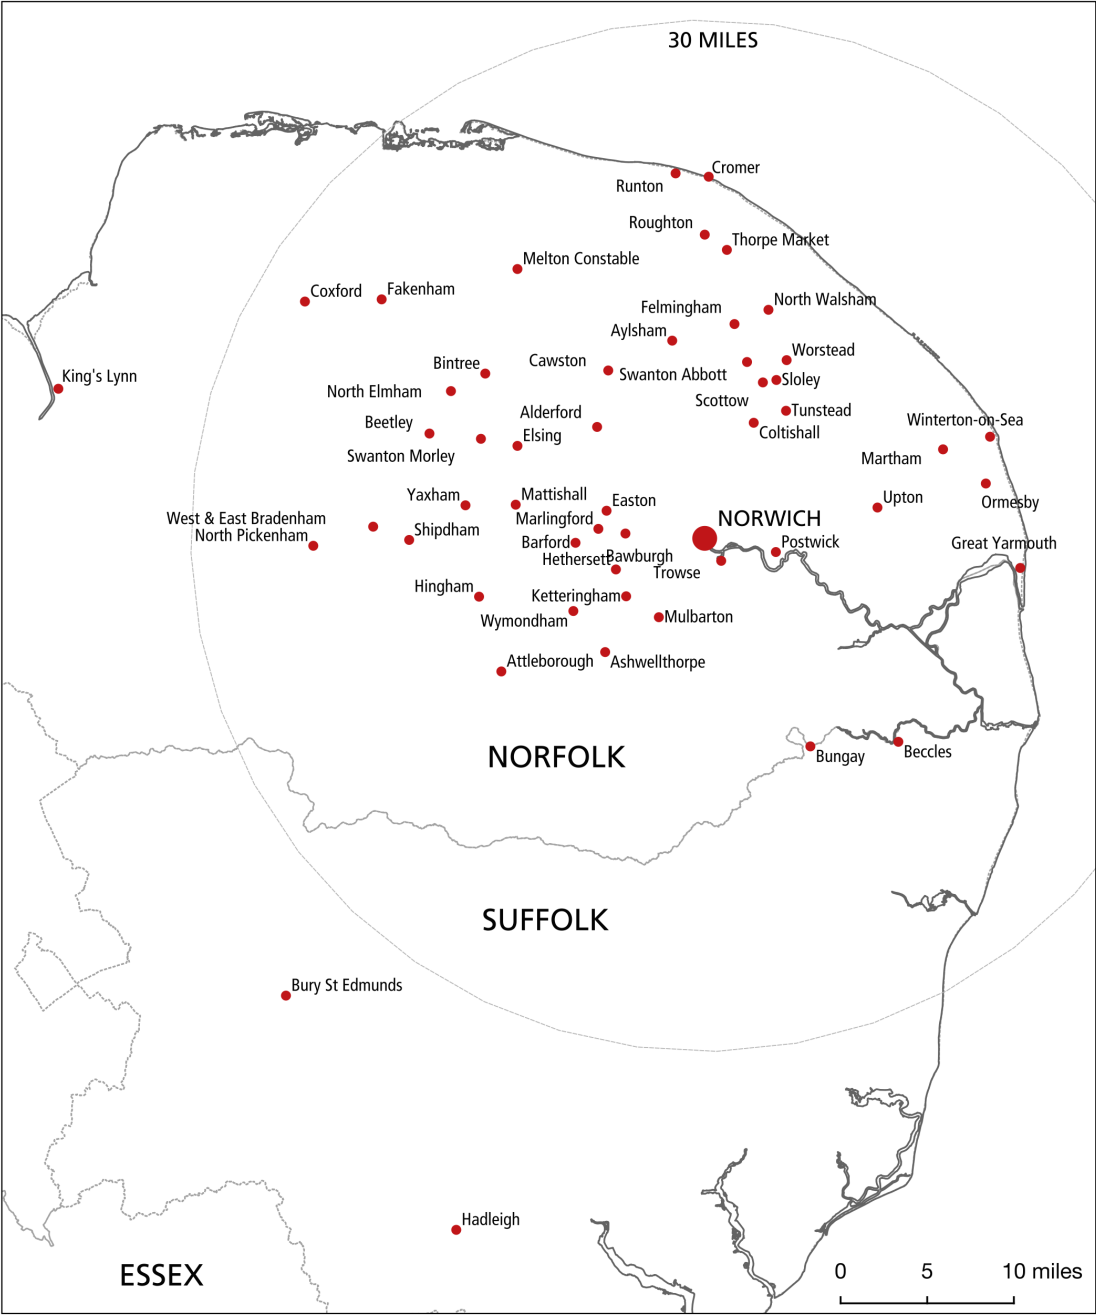 30 MILES
Cromer
Runton
Roughton
Thorpe Market
Melton Constable
Coxford
Fakenham
North Walsham
Felmingham
Aylsham
Worstead
Cawston
Bintree
Swanton Abbott
Sloley
King's Lynn
North Elmham
Scottow
Tunstead
Alderford
Beetley
Elsing
Coltishall
Winterton-on-Sea
Swanton Morley
Martham
Yaxham
Mattishall
Easton
Upton
Ormesby
West & East Bradenham
Marlingford
NORWICH
North Pickenham
Shipdham
Barford
Postwick
Great Yarmouth
Bawburgh
Hethersett
Trowse
Hingham
Ketteringham
Wymondham
Mulbarton
Attleborough
Ashwellthorpe
NORFOLK
Bungay
Beccles
SUFFOLK
Bury St Edmunds
Hadleigh
ESSEX
0 5 10 miles